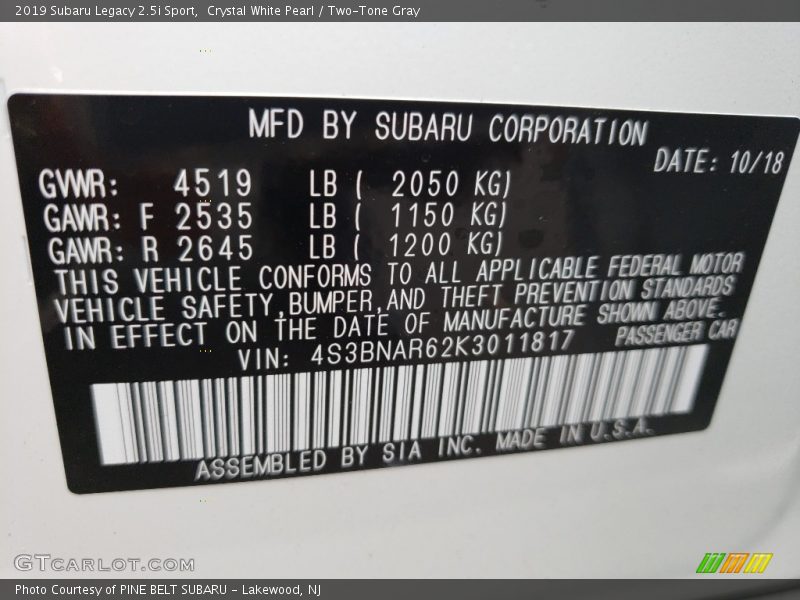 2019 Subaru Legacy 2.5i Sport,  Crystal White Pearl / Two-Tone Gray
MFD BY SUBARU CORPORATION
DATE: 10/18
GVWR: 4519 LB ( 2050 KG)
GAWR: F 2535 LB ( 1150 KG)
GAWR: R 2645 LB ( 1200 KG)
THIS VEHICLE CONFORMS TO ALL APPLICABLE FEDERAL MOTOR
VEHICLE SAFETY,BUMPER,AND THEFT PREVENTION STANDARDS
IN EFFECT ON THE DATE OF MANUFACTURE SHOWN ABOVE.
VIN: 4S3BNAR62K3011817 PASSENGER CAR
ASSEMBLED BY SIA INC. MADE IN U.S.A.
GTCARLOT.COM
Photo Courtesy of PINE BELT SUBARU - Lakewood, NJ